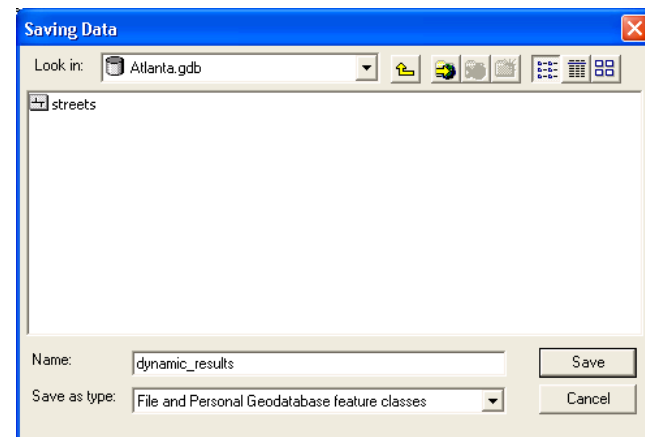 Saving Data
Look in: Atlanta.gdb
streets
Name: dynamic_results Save
Save as type: File and Personal Geodatabase feature classes Cancel